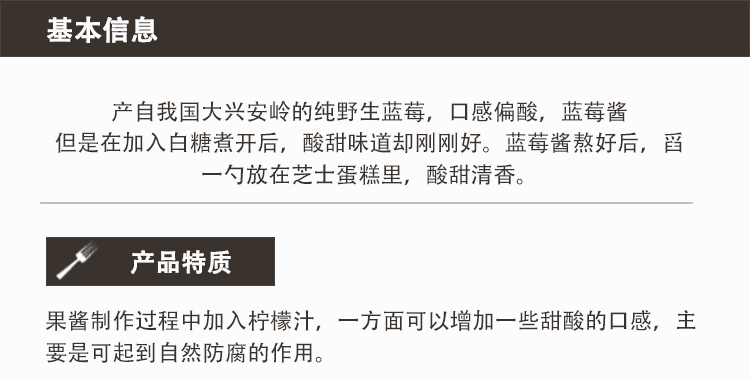 基本信息
产自我国大兴安岭的纯野生蓝莓，口感偏酸，蓝莓酱
但是在加入白糖煮开后，酸甜味道却刚刚好。蓝莓酱熬好后，舀
一勺放在芝士蛋糕里，酸甜清香。
产品特质
果酱制作过程中加入柠檬汁，一方面可以增加一些甜酸的口感，主
要是可起到自然防腐的作用。